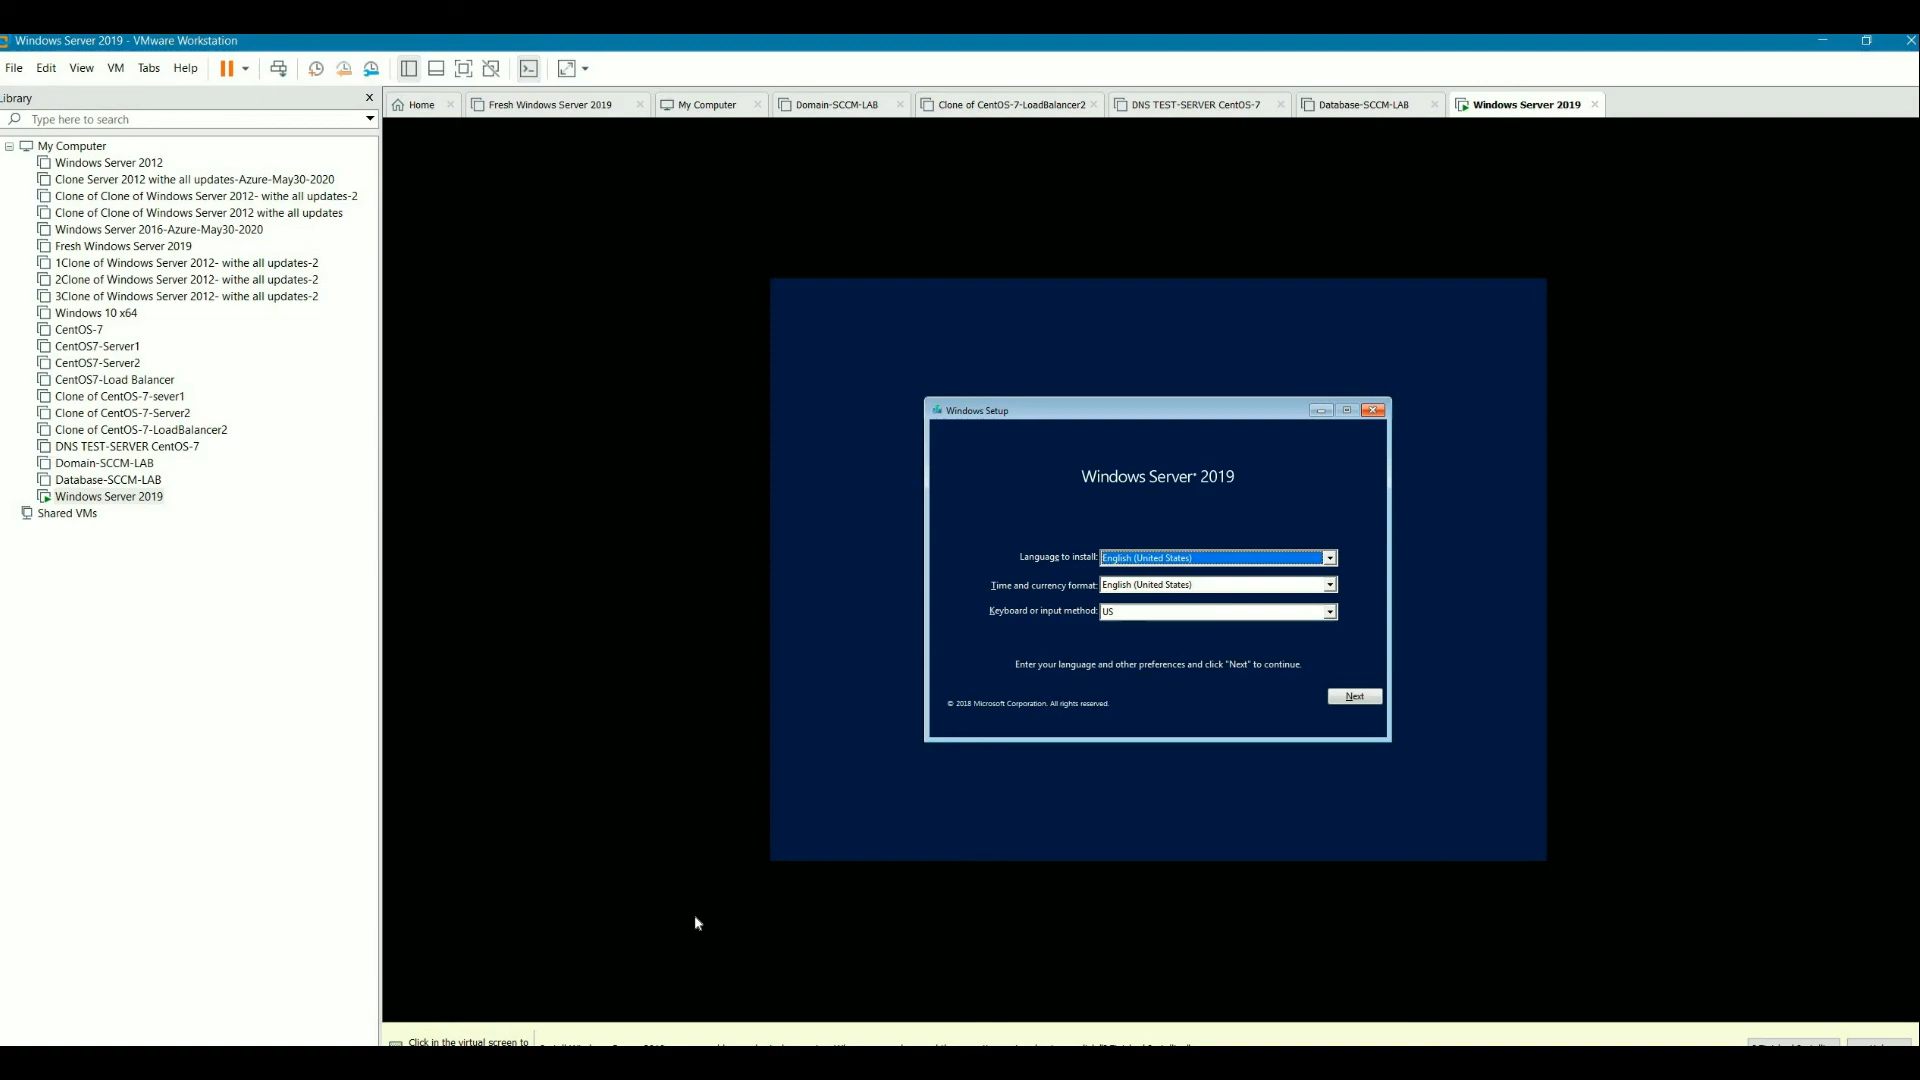 Windows Server 2019 - VMware Workstation
File Edit View VM Tabs Help
Library
Type here to search
Home
Fresh Windows Server 2019
My Computer
Domain-SCCM-LAB
Clone of CentOS-7-LoadBalancer2
DNS TEST-SERVER CentOS-7
Database-SCCM-LAB
Windows Server 2019
My Computer
Windows Server 2012
Clone Server 2012 withe all updates-Azure-May30-2020
Clone of Clone of Windows Server 2012- withe all updates-2
Clone of Clone of Windows Server 2012 withe all updates
Windows Server 2016-Azure-May30-2020
Fresh Windows Server 2019
1Clone of Windows Server 2012- withe all updates-2
2Clone of Windows Server 2012- withe all updates-2
3Clone of Windows Server 2012- withe all updates-2
Windows 10 x64
CentOS-7
CentOS7-Server1
CentOS7-Server2
CentOS7-Load Balancer
Clone of CentOS-7-sever1
Clone of CentOS-7-Server2
Clone of CentOS-7-LoadBalancer2
DNS TEST-SERVER CentOS-7
Domain-SCCM-LAB
Database-SCCM-LAB
Windows Server 2019
Shared VMs
Windows Setup
Windows Server® 2019
Language to install: English (United States)
Time and currency format: English (United States)
Keyboard or input method: US
Enter your language and other preferences and click "Next" to continue.
Next
© 2018 Microsoft Corporation. All rights reserved.
Click in the virtual screen to